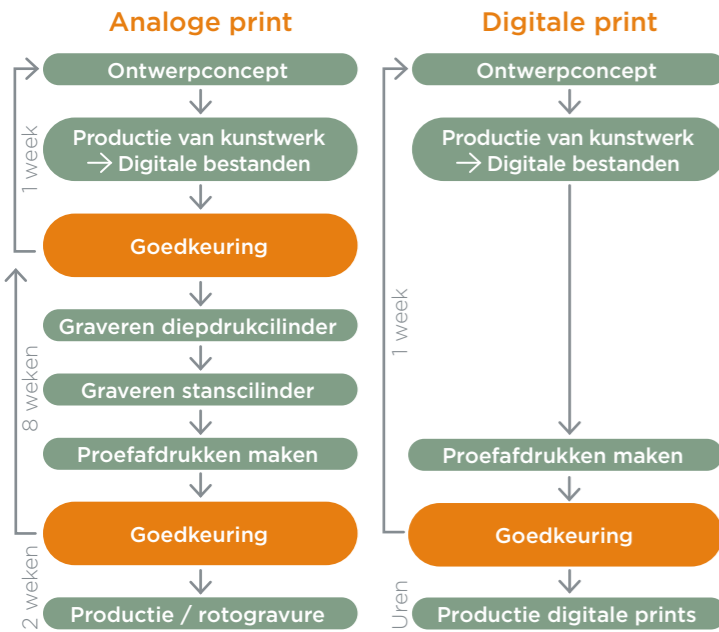 Analoge print
Ontwerpconcept
Productie van kunstwerk
→ Digitale bestanden
Goedkeuring
Graveren diepdrukcilinder
Graveren stanscilinder
Proefafdrukken maken
Goedkeuring
Productie / rotogravure
1 week
8 weken
2 weken
Digitale print
Ontwerpconcept
Productie van kunstwerk
→ Digitale bestanden
Proefafdrukken maken
Goedkeuring
Productie digitale prints
1 week
Uren